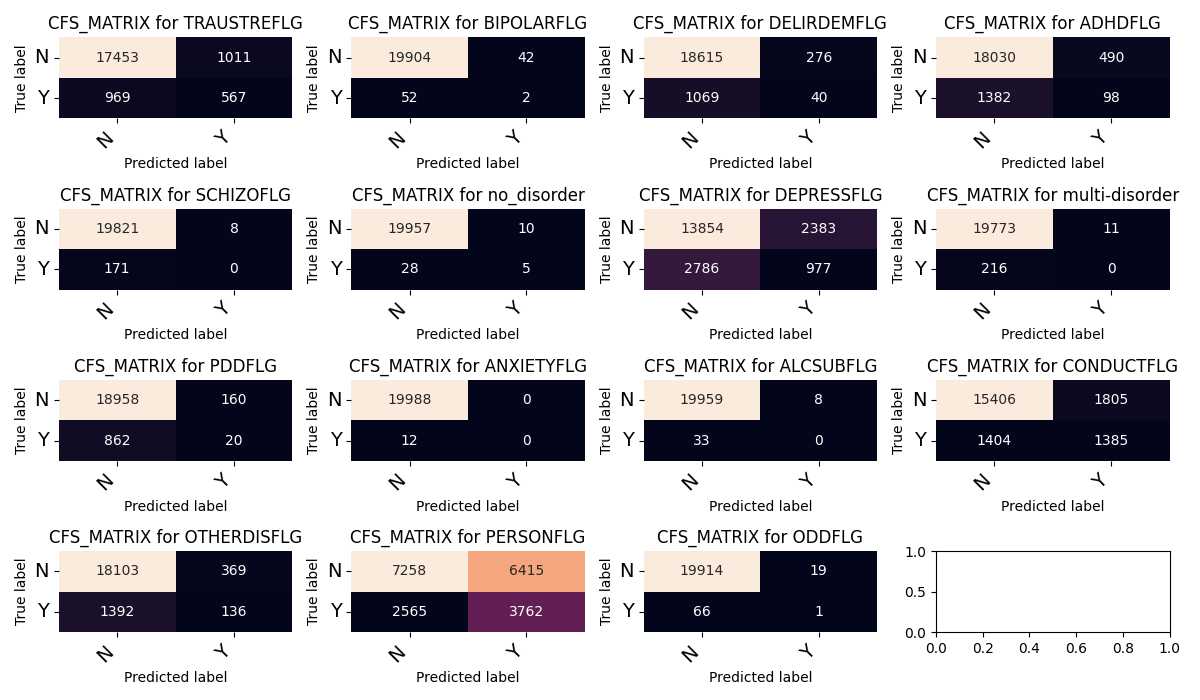 CFS_MATRIX for TRAUSTREFLG
True label
N 17453 1011
Y 969 567
N Y
Predicted label
CFS_MATRIX for BIPOLARFLG
True label
N 19904 42
Y 52 2
N Y
Predicted label
CFS_MATRIX for DELIRDEMFLG
True label
N 18615 276
Y 1069 40
N Y
Predicted label
CFS_MATRIX for ADHDFLG
True label
N 18030 490
Y 1382 98
N Y
Predicted label
CFS_MATRIX for SCHIZOFLG
True label
N 19821 8
Y 171 0
N Y
Predicted label
CFS_MATRIX for no_disorder
True label
N 19957 10
Y 28 5
N Y
Predicted label
CFS_MATRIX for DEPRESSFLG
True label
N 13854 2383
Y 2786 977
N Y
Predicted label
CFS_MATRIX for multi-disorder
True label
N 19773 11
Y 216 0
N Y
Predicted label
CFS_MATRIX for PDDFLG
True label
N 18958 160
Y 862 20
N Y
Predicted label
CFS_MATRIX for ANXIETYFLG
True label
N 19988 0
Y 12 0
N Y
Predicted label
CFS_MATRIX for ALCSUBFLG
True label
N 19959 8
Y 33 0
N Y
Predicted label
CFS_MATRIX for CONDUCTFLG
True label
N 15406 1805
Y 1404 1385
N Y
Predicted label
CFS_MATRIX for OTHERDISFLG
True label
N 18103 369
Y 1392 136
N Y
Predicted label
CFS_MATRIX for PERSONFLG
True label
N 7258 6415
Y 2565 3762
N Y
Predicted label
CFS_MATRIX for ODDFLG
True label
N 19914 19
Y 66 1
N Y
Predicted label
1.0
0.5
0.0
0.0 0.2 0.4 0.6 0.8 1.0